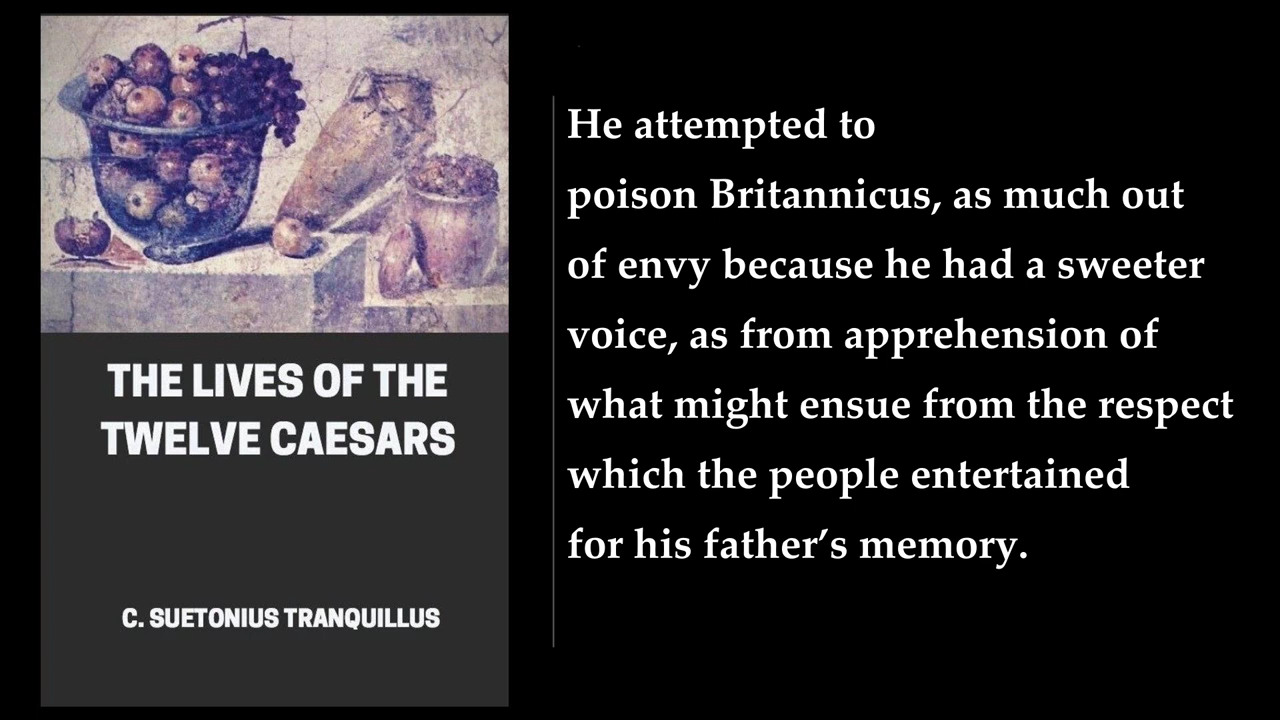 THE LIVES OF THE
TWELVE CAESARS
C. SUETONIUS TRANQUILLUS
He attempted to
poison Britannicus, as much out
of envy because he had a sweeter
voice, as from apprehension of
what might ensue from the respect
which the people entertained
for his father’s memory.